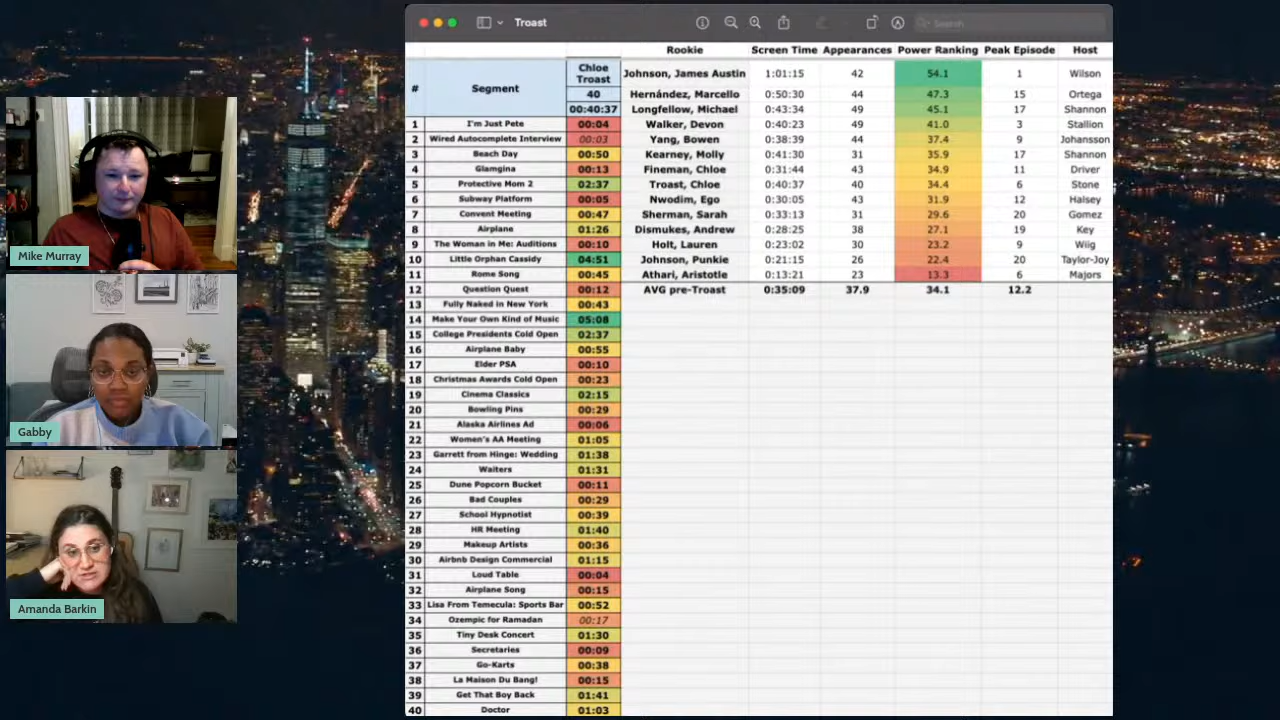 Troast
Search
Rookie Screen Time Appearances Power Ranking Peak Episode Host
# Segment Chloe Troast
40
00:40:37
Johnson, James Austin 1:01:15 42 54.1 1 Wilson
Hernández, Marcello 0:50:30 44 47.3 15 Ortega
Longfellow, Michael 0:43:34 49 45.1 17 Shannon
1 I'm Just Pete 00:04 Walker, Devon 0:40:23 49 41.0 3 Stallion
2 Wired Autocomplete Interview 00:03 Yang, Bowen 0:38:39 44 37.4 9 Johansson
3 Beach Day 00:50 Kearney, Molly 0:41:30 31 35.9 17 Shannon
4 Glamgina 00:13 Fineman, Chloe 0:31:44 43 34.9 11 Driver
5 Protective Mom 2 02:37 Troast, Chloe 0:40:37 40 34.4 6 Stone
6 Subway Platform 00:05 Nwodim, Ego 0:30:05 43 31.9 12 Halsey
7 Convent Meeting 00:47 Sherman, Sarah 0:33:13 31 29.6 20 Gomez
8 Airplane 01:26 Dismukes, Andrew 0:28:25 38 27.1 19 Key
9 The Woman in Me: Auditions 00:10 Holt, Lauren 0:23:02 30 23.2 9 Wiig
10 Little Orphan Cassidy 04:51 Johnson, Punkie 0:21:15 26 22.4 20 Taylor-Joy
11 Rome Song 00:45 Athari, Aristotle 0:13:21 23 13.3 6 Majors
12 Question Quest 00:12 AVG pre-Troast 0:35:09 37.9 34.1 12.2
13 Fully Naked in New York 00:43
14 Make Your Own Kind of Music 05:08
15 College Presidents Cold Open 02:37
16 Airplane Baby 00:55
17 Elder PSA 00:10
18 Christmas Awards Cold Open 00:23
19 Cinema Classics 02:15
20 Bowling Pins 00:29
21 Alaska Airlines Ad 00:06
22 Women's AA Meeting 01:05
23 Garrett from Hinge: Wedding 01:38
24 Waiters 01:31
25 Dune Popcorn Bucket 00:11
26 Bad Couples 00:29
27 School Hypnotist 00:39
28 HR Meeting 01:40
29 Makeup Artists 00:36
30 Airbnb Design Commercial 01:15
31 Loud Table 00:04
32 Airplane Song 00:15
33 Lisa From Temecula: Sports Bar 00:52
34 Ozempic for Ramadan 00:17
35 Tiny Desk Concert 01:30
36 Secretaries 00:09
37 Go-Karts 00:38
38 La Maison Du Bang! 00:15
39 Get That Boy Back 01:41
40 Doctor 01:03
Mike Murray
Gabby
Amanda Barkin